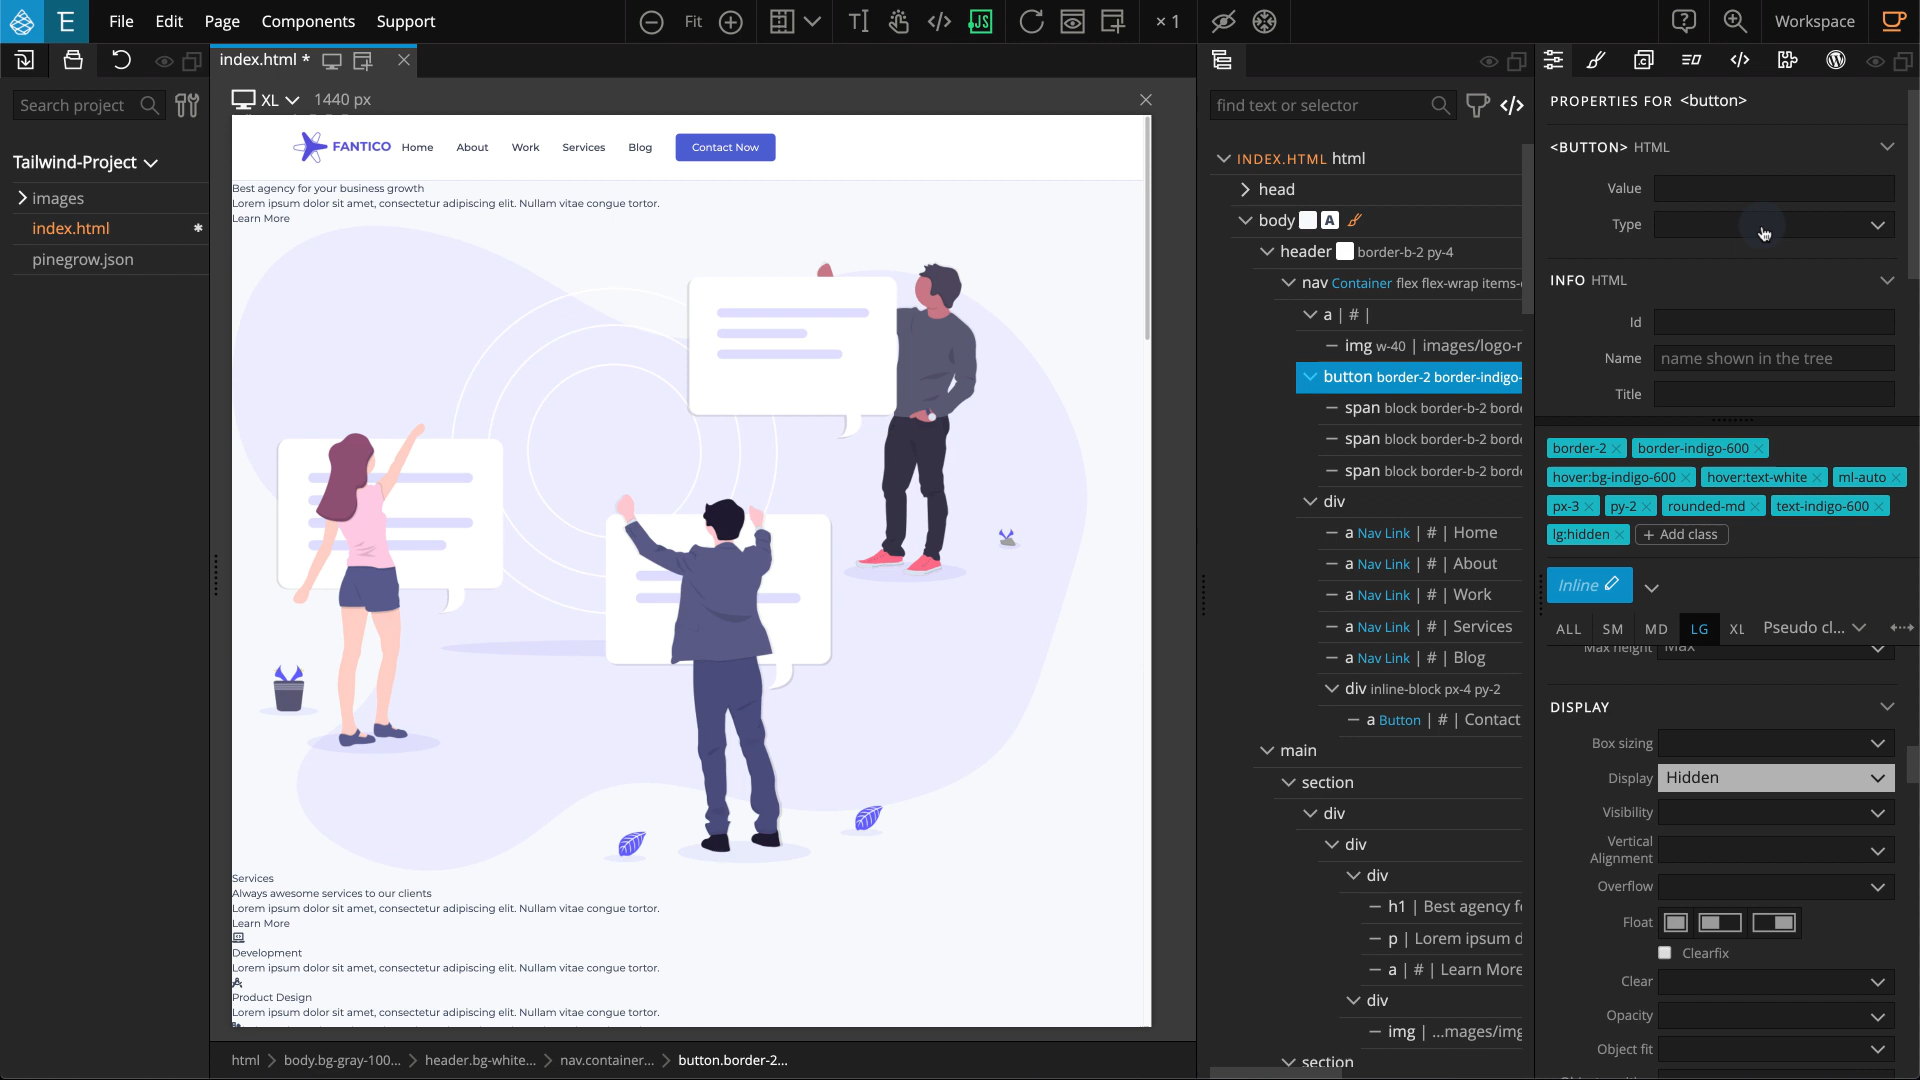 E File Edit Page Components Support Fit JS × 1 Workspace
index.html *
Search project
Tailwind-Project
images
index.html *
pinegrow.json
XL 1440 px
FANTICO Home About Work Services Blog Contact Now
Best agency for your business growth
Lorem ipsum dolor sit amet, consectetur adipiscing elit. Nullam vitae congue tortor.
Learn More
Services
Always awesome services to our clients
Lorem ipsum dolor sit amet, consectetur adipiscing elit. Nullam vitae congue tortor.
Learn More
Development
Lorem ipsum dolor sit amet, consectetur adipiscing elit. Nullam vitae congue tortor.
Product Design
Lorem ipsum dolor sit amet, consectetur adipiscing elit. Nullam vitae congue tortor.
html body.bg-gray-100... header.bg-white... nav.container... button.border-2...
find text or selector
INDEX.HTML html
head
body A
header border-b-2 py-4
nav Container flex flex-wrap items-
a | # |
img w-40 | images/logo-
button border-2 border-indigo-
span block border-b-2 bord
span block border-b-2 bord
span block border-b-2 bord
div
a Nav Link | # | Home
a Nav Link | # | About
a Nav Link | # | Work
a Nav Link | # | Services
a Nav Link | # | Blog
div inline-block px-4 py-2
a Button | # | Contact
main
section
div
div
div
h1 | Best agency f
p | Lorem ipsum d
a | # | Learn More
div
img | ...mages/img
section
PROPERTIES FOR <button>
<BUTTON> HTML
Value
Type
INFO HTML
Id
Name name shown in the tree
Title
border-2 border-indigo-600
hover:bg-indigo-600 hover:text-white ml-auto
px-3 py-2 rounded-md text-indigo-600
lg:hidden + Add class
Inline
ALL SM MD LG XL Pseudo cl...
Max height Max
DISPLAY
Box sizing
Display Hidden
Visibility
Vertical
Alignment
Overflow
Float
Clearfix
Clear
Opacity
Object fit